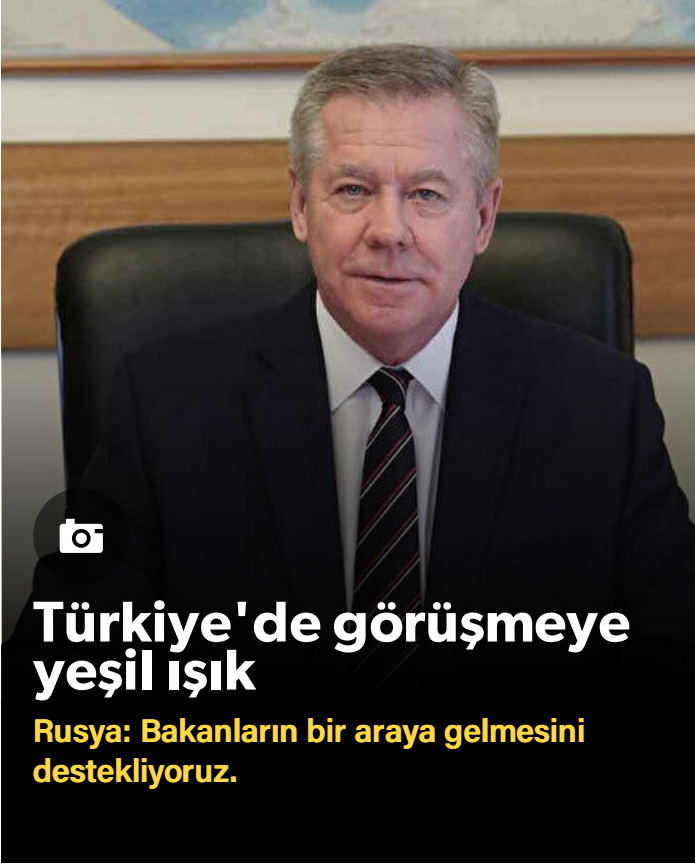 Türkiye'de görüşmeye
yeşil ışık
Rusya: Bakanların bir araya gelmesini
destekliyoruz.